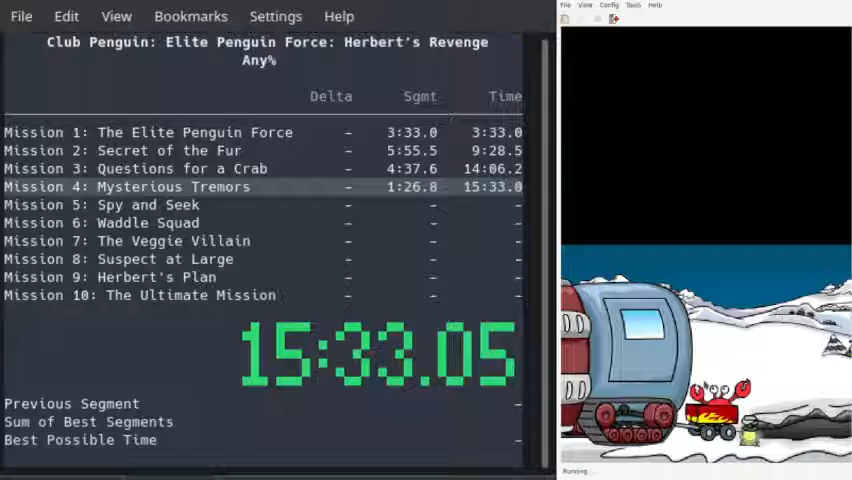 File Edit View Bookmarks Settings Help
Club Penguin: Elite Penguin Force: Herbert's Revenge
Any%
Delta Sgmt Time
Mission 1: The Elite Penguin Force - 3:33.0 3:33.0
Mission 2: Secret of the Fur - 5:55.5 9:28.5
Mission 3: Questions for a Crab - 4:37.6 14:06.2
Mission 4: Mysterious Tremors - 1:26.8 15:33.0
Mission 5: Spy and Seek - - -
Mission 6: Waddle Squad - - -
Mission 7: The Veggie Villain - - -
Mission 8: Suspect at Large - - -
Mission 9: Herbert's Plan - - -
Mission 10: The Ultimate Mission - - -
15:33.05
Previous Segment -
Sum of Best Segments -
Best Possible Time -
File View Config Tools Help
Running...